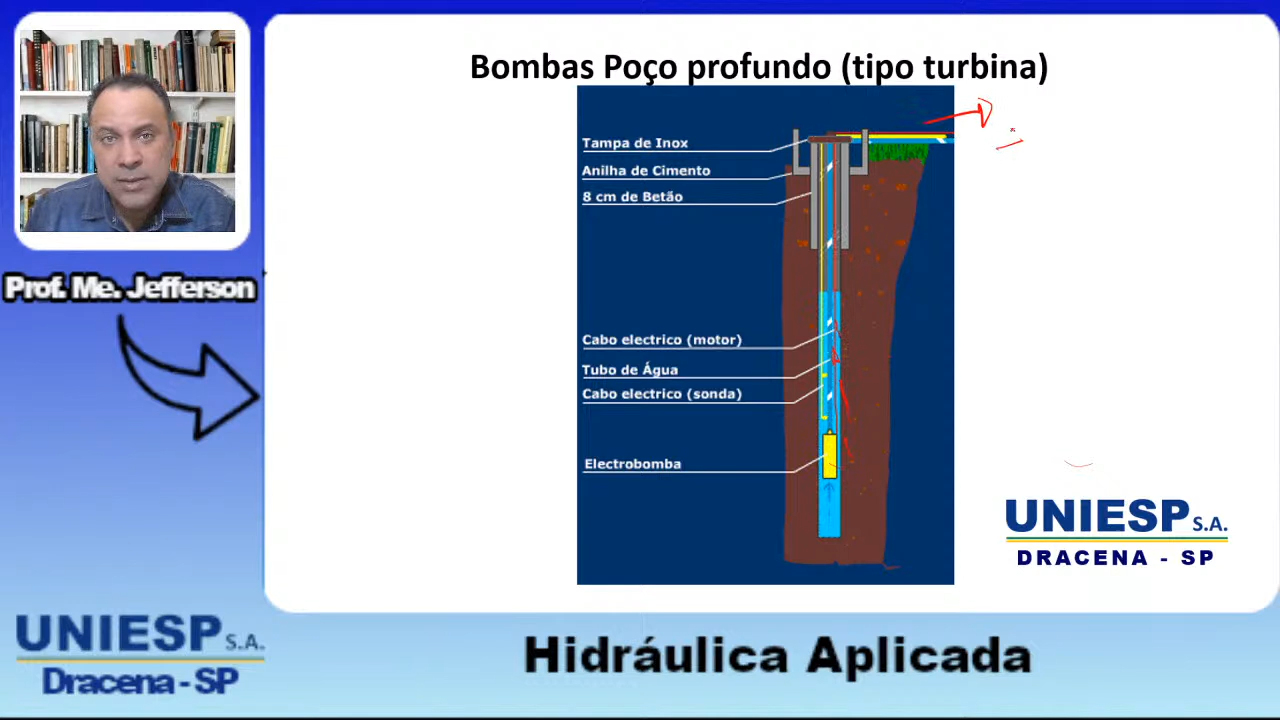 Bombas Poço profundo (tipo turbina)
Tampa de Inox
Anilha de Cimento
8 cm de Betão
Cabo electrico (motor)
Tubo de Água
Cabo electrico (sonda)
Electrobomba
Prof. Me. Jefferson
UNIESP S.A.
DRACENA - SP
UNIESP S.A.
Dracena - SP
Hidráulica Aplicada